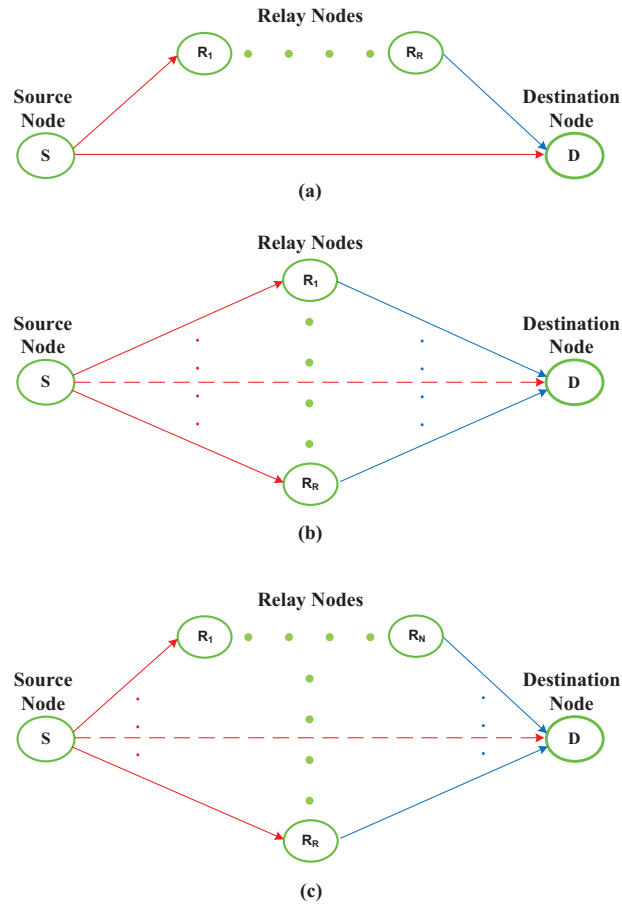 Relay Nodes
R1
RR
Source
Node
Destination
Node
S
D
(a)
Relay Nodes
R1
Source
Node
Destination
Node
S
D
RR
(b)
Relay Nodes
R1
RN
Source
Node
Destination
Node
S
D
RR
(c)